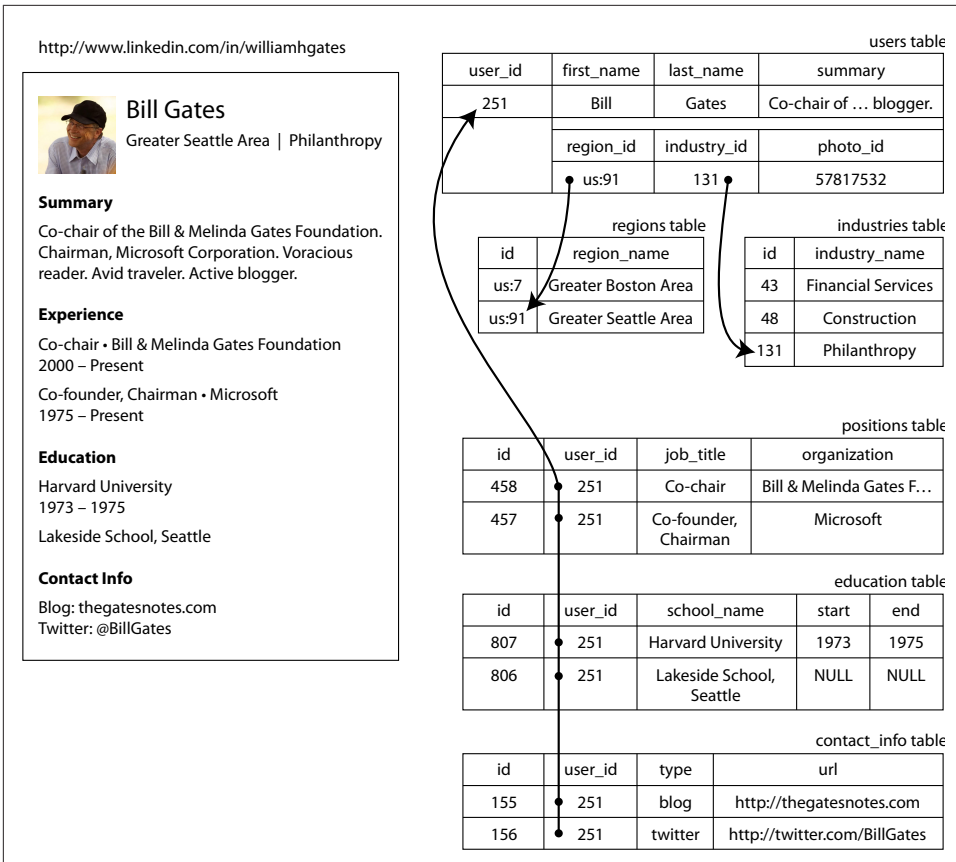 http://www.linkedin.com/in/williamhgates
Bill Gates
Greater Seattle Area | Philanthropy
Summary
Co-chair of the Bill & Melinda Gates Foundation.
Chairman, Microsoft Corporation. Voracious
reader. Avid traveler. Active blogger.
Experience
Co-chair • Bill & Melinda Gates Foundation
2000 – Present
Co-founder, Chairman • Microsoft
1975 – Present
Education
Harvard University
1973 – 1975
Lakeside School, Seattle
Contact Info
Blog: thegatesnotes.com
Twitter: @BillGates
users table
user_id first_name last_name summary
251 Bill Gates Co-chair of … blogger.
region_id industry_id photo_id
us:91 131 57817532
regions table
id region_name
us:7 Greater Boston Area
us:91 Greater Seattle Area
industries table
id industry_name
43 Financial Services
48 Construction
131 Philanthropy
positions table
id user_id job_title organization
458 251 Co-chair Bill & Melinda Gates F…
457 251 Co-founder, Microsoft
Chairman
education table
id user_id school_name start end
807 251 Harvard University 1973 1975
806 251 Lakeside School, NULL NULL
Seattle
contact_info table
id user_id type url
155 251 blog http://thegatesnotes.com
156 251 twitter http://twitter.com/BillGates